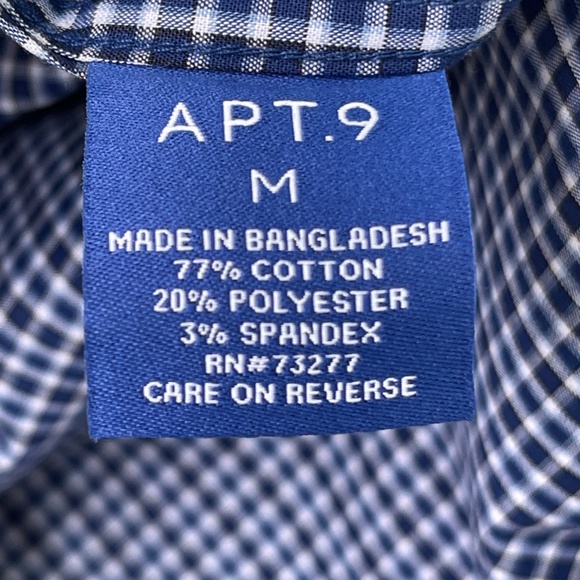 APT.9
M
MADE IN BANGLADESH
77% COTTON
20% POLYESTER
3% SPANDEX
RN#73277
CARE ON REVERSE